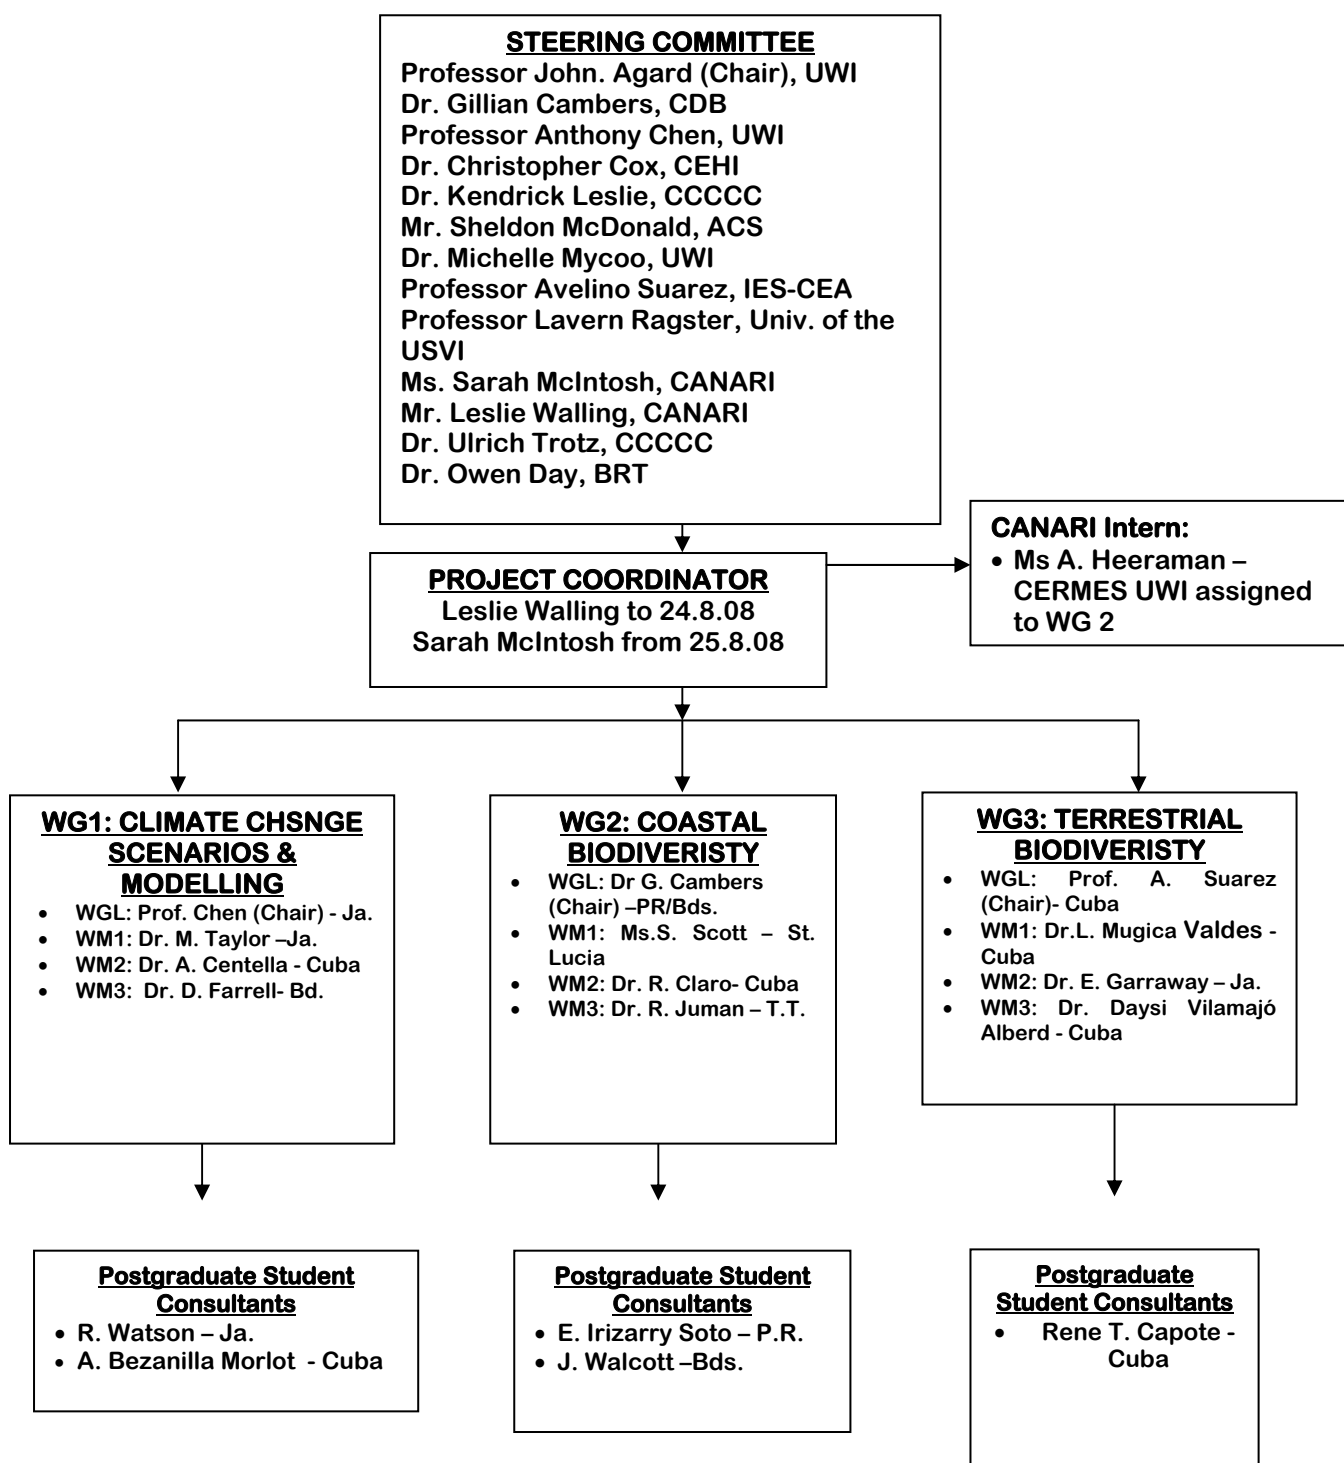 STEERING COMMITTEE
Professor John. Agard (Chair), UWI
Dr. Gillian Cambers, CDB
Professor Anthony Chen, UWI
Dr. Christopher Cox, CEHI
Dr. Kendrick Leslie, CCCCC
Mr. Sheldon McDonald, ACS
Dr. Michelle Mycoo, UWI
Professor Avelino Suarez, IES-CEA
Professor Lavern Ragster, Univ. of the
USVI
Ms. Sarah McIntosh, CANARI
Mr. Leslie Walling, CANARI
Dr. Ulrich Trotz, CCCCC
Dr. Owen Day, BRT
CANARI Intern:
• Ms A. Heeraman –
CERMES UWI assigned
to WG 2
PROJECT COORDINATOR
Leslie Walling to 24.8.08
Sarah McIntosh from 25.8.08
WG1: CLIMATE CHSNGE
SCENARIOS &
MODELLING
• WGL: Prof. Chen (Chair) - Ja.
• WM1: Dr. M. Taylor –Ja.
• WM2: Dr. A. Centella - Cuba
• WM3: Dr. D. Farrell- Bd.
WG2: COASTAL
BIODIVERISTY
• WGL: Dr G. Cambers
(Chair) –PR/Bds.
• WM1: Ms.S. Scott – St.
Lucia
• WM2: Dr. R. Claro- Cuba
• WM3: Dr. R. Juman – T.T.
WG3: TERRESTRIAL
BIODIVERISTY
• WGL: Prof. A. Suarez
(Chair)- Cuba
• WM1: Dr.L. Mugica Valdes -
Cuba
• WM2: Dr. E. Garraway – Ja.
• WM3: Dr. Daysi Vilamajó
Alberd - Cuba
Postgraduate Student
Consultants
• R. Watson – Ja.
• A. Bezanilla Morlot - Cuba
Postgraduate Student
Consultants
• E. Irizarry Soto – P.R.
• J. Walcott –Bds.
Postgraduate
Student Consultants
• Rene T. Capote -
Cuba